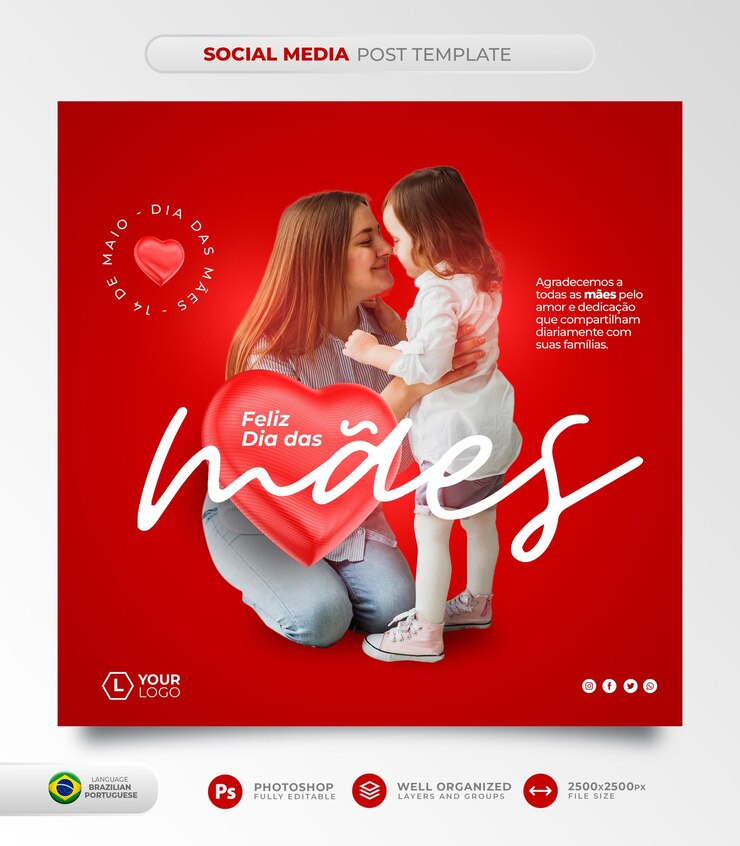 SOCIAL MEDIA POST TEMPLATE
14 DE MAIO - DIA DAS MÃES -
Agradecemos a
todas as mães pelo
amor e dedicação
que compartilham
diariamente com
suas famílias.
Feliz
Dia das
mães
L YOUR
LOGO
LANGUAGE
BRAZILIAN
PORTUGUESE
Ps
PHOTOSHOP
FULLY EDITABLE
WELL ORGANIZED
LAYERS AND GROUPS
2500x2500PX
FILE SIZE